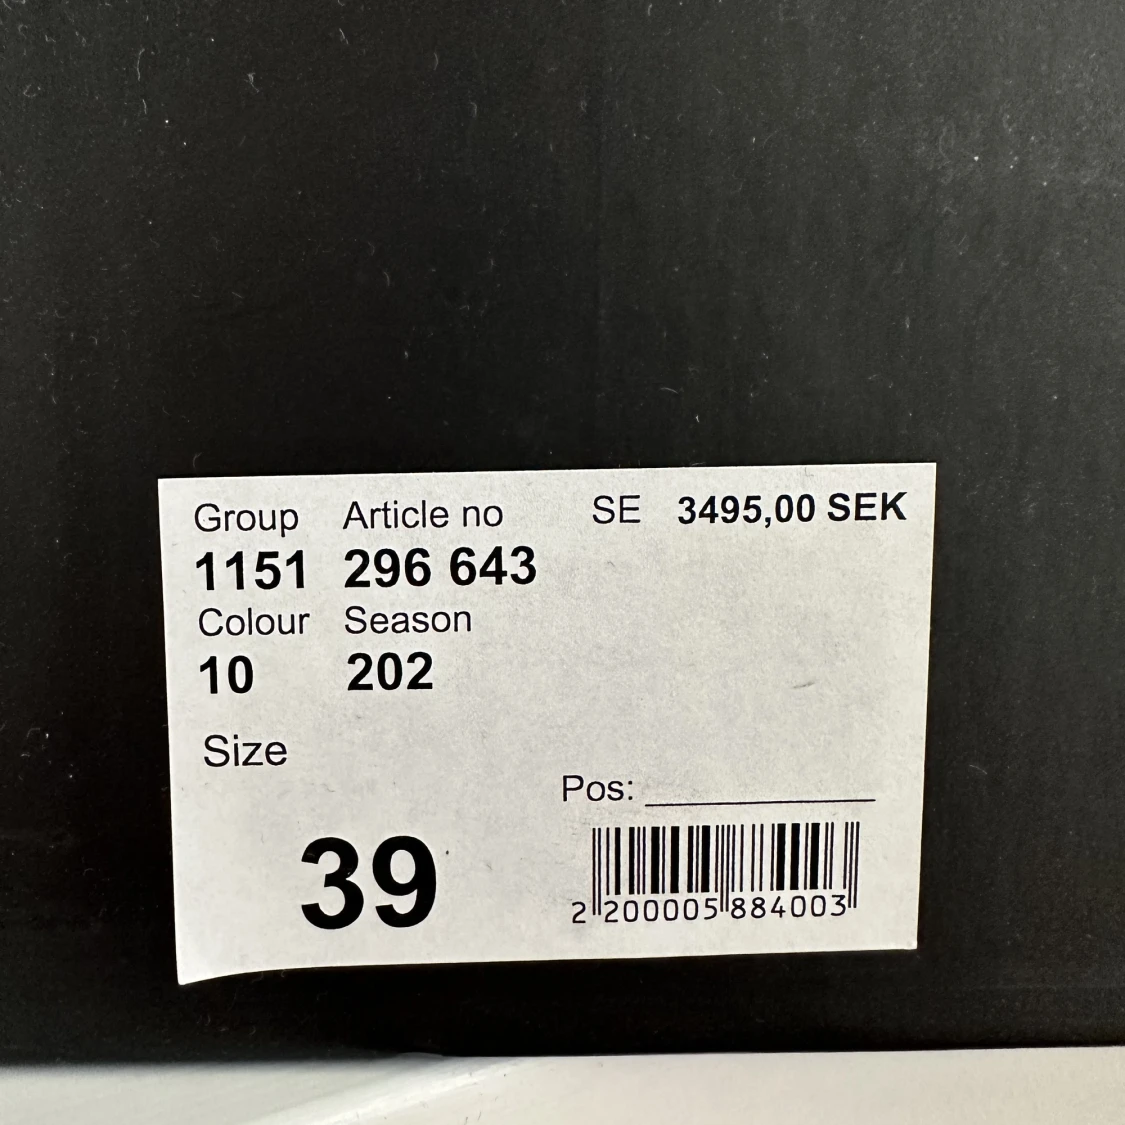 Group Article no SE 3495,00 SEK
1151 296 643
Colour Season
10 202
Size
Pos: ____________
39
2 200005 884003